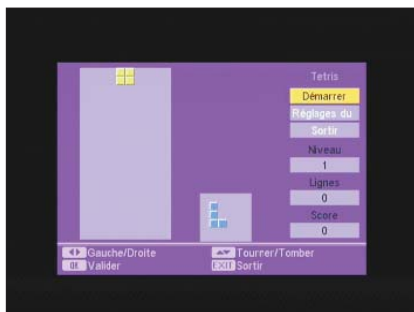 Tetris
Démarrer
Réglages du
Sortir
Niveau
1
Lignes
0
Score
0
Gauche/Droite
Tourner/Tomber
OK Valider
EXIT Sortir